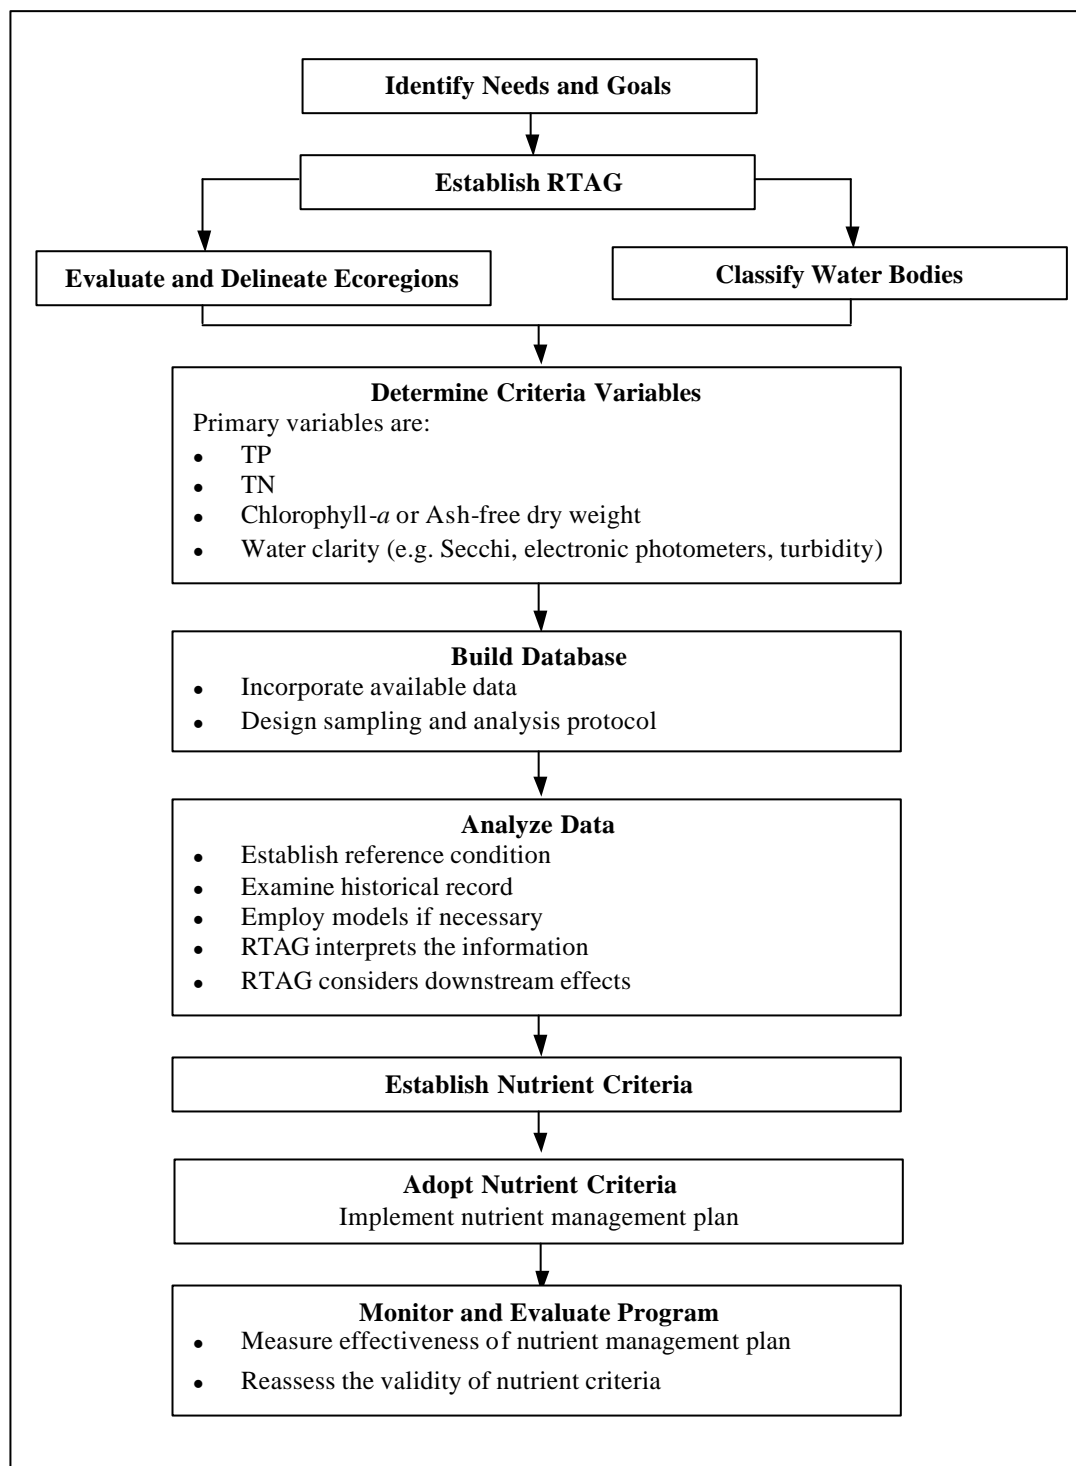 Identify Needs and Goals
Establish RTAG
Evaluate and Delineate Ecoregions
Classify Water Bodies
Determine Criteria Variables
Primary variables are:
• TP
• TN
• Chlorophyll-a or Ash-free dry weight
• Water clarity (e.g. Secchi, electronic photometers, turbidity)
Build Database
• Incorporate available data
• Design sampling and analysis protocol
Analyze Data
• Establish reference condition
• Examine historical record
• Employ models if necessary
• RTAG interprets the information
• RTAG considers downstream effects
Establish Nutrient Criteria
Adopt Nutrient Criteria
Implement nutrient management plan
Monitor and Evaluate Program
• Measure effectiveness of nutrient management plan
• Reassess the validity of nutrient criteria